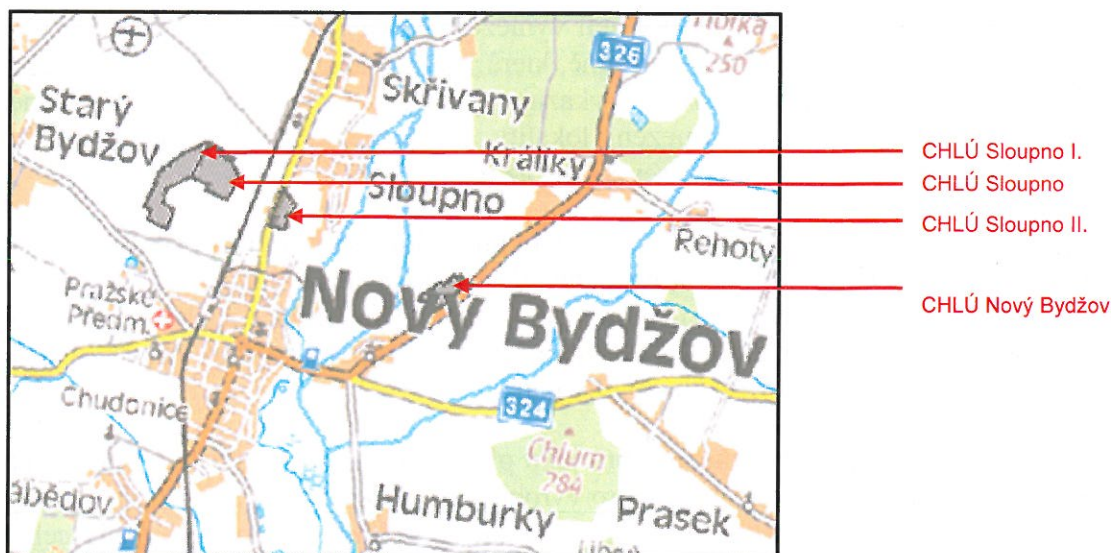 Holka
250
326
Skřivany
Starý
Bydžov
Králíky
CHLÚ Sloupno I.
CHLÚ Sloupno
Sloupno
CHLÚ Sloupno II.
Řehoty
Nový Bydžov
CHLÚ Nový Bydžov
Pražské
Předm.
324
Chudonice
Chlum
284
ábědov
Humburky
Prasek